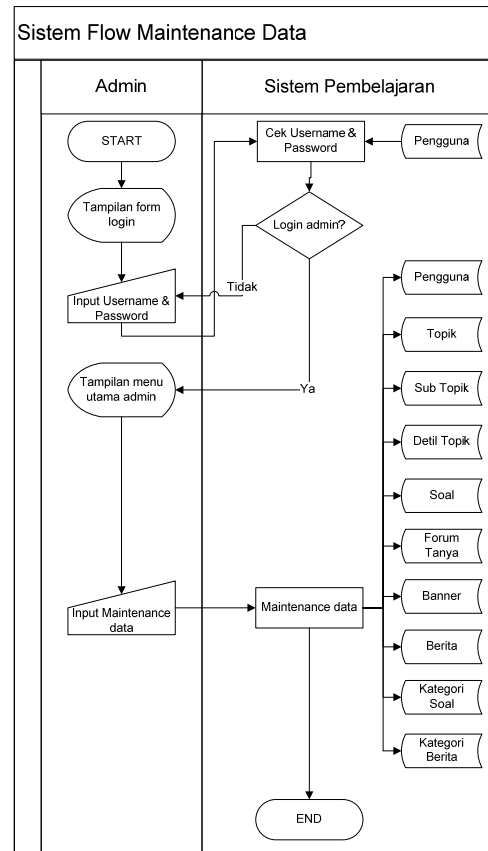 Sistem Flow Maintenance Data
Admin
Sistem Pembelajaran
START
Cek Username &
Password
Pengguna
Tampilan form
login
Login admin?
Tidak
Input Username &
Password
Pengguna
Topik
Tampilan menu
utama admin
Ya
Sub Topik
Detil Topik
Soal
Forum
Tanya
Input Maintenance
data
Maintenance data
Banner
Berita
Kategori
Soal
Kategori
Berita
END